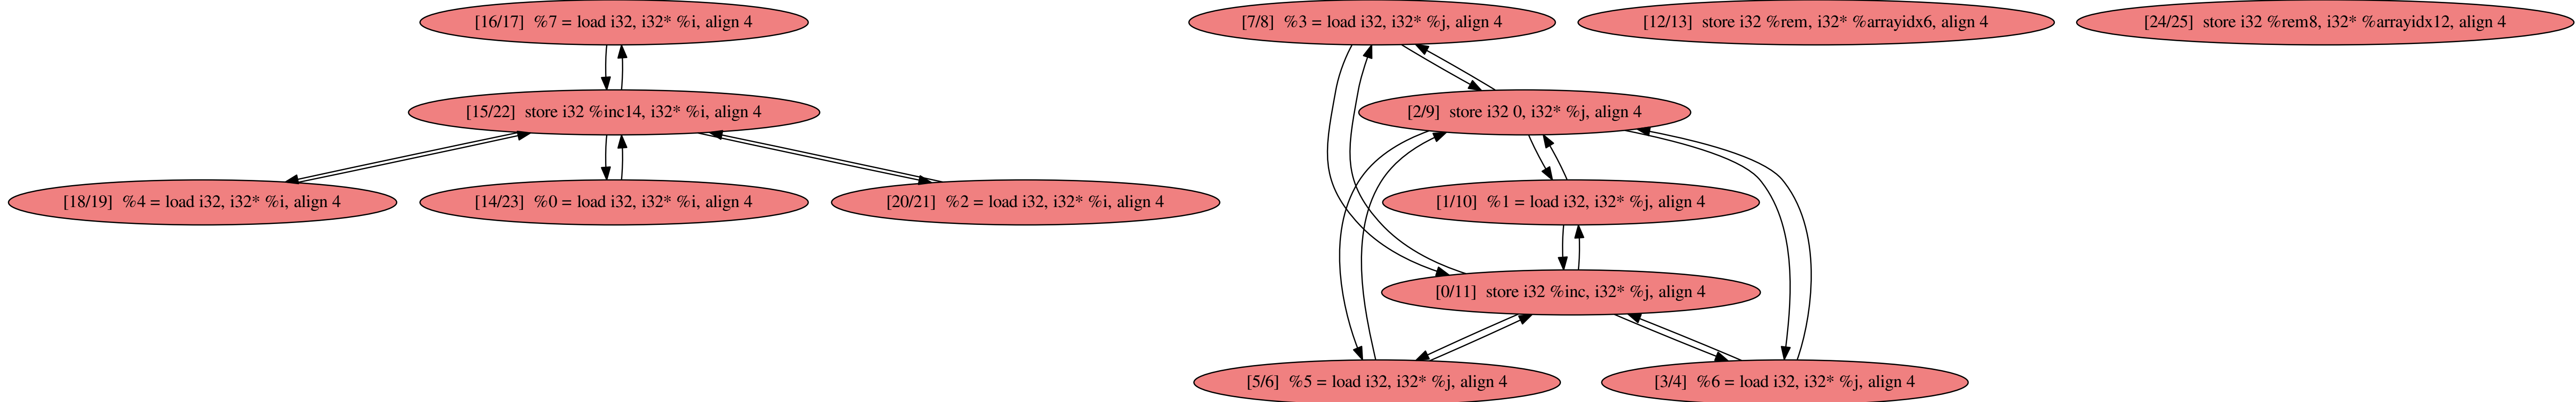 [16/17] %7 = load i32, i32* %i, align 4
[7/8] %3 = load i32, i32* %j, align 4
[12/13] store i32 %rem, i32* %arrayidx6, align 4
[24/25] store i32 %rem8, i32* %arrayidx12, align 4
[15/22] store i32 %inc14, i32* %i, align 4
[2/9] store i32 0, i32* %j, align 4
[18/19] %4 = load i32, i32* %i, align 4
[14/23] %0 = load i32, i32* %i, align 4
[20/21] %2 = load i32, i32* %i, align 4
[1/10] %1 = load i32, i32* %j, align 4
[0/11] store i32 %inc, i32* %j, align 4
[5/6] %5 = load i32, i32* %j, align 4
[3/4] %6 = load i32, i32* %j, align 4